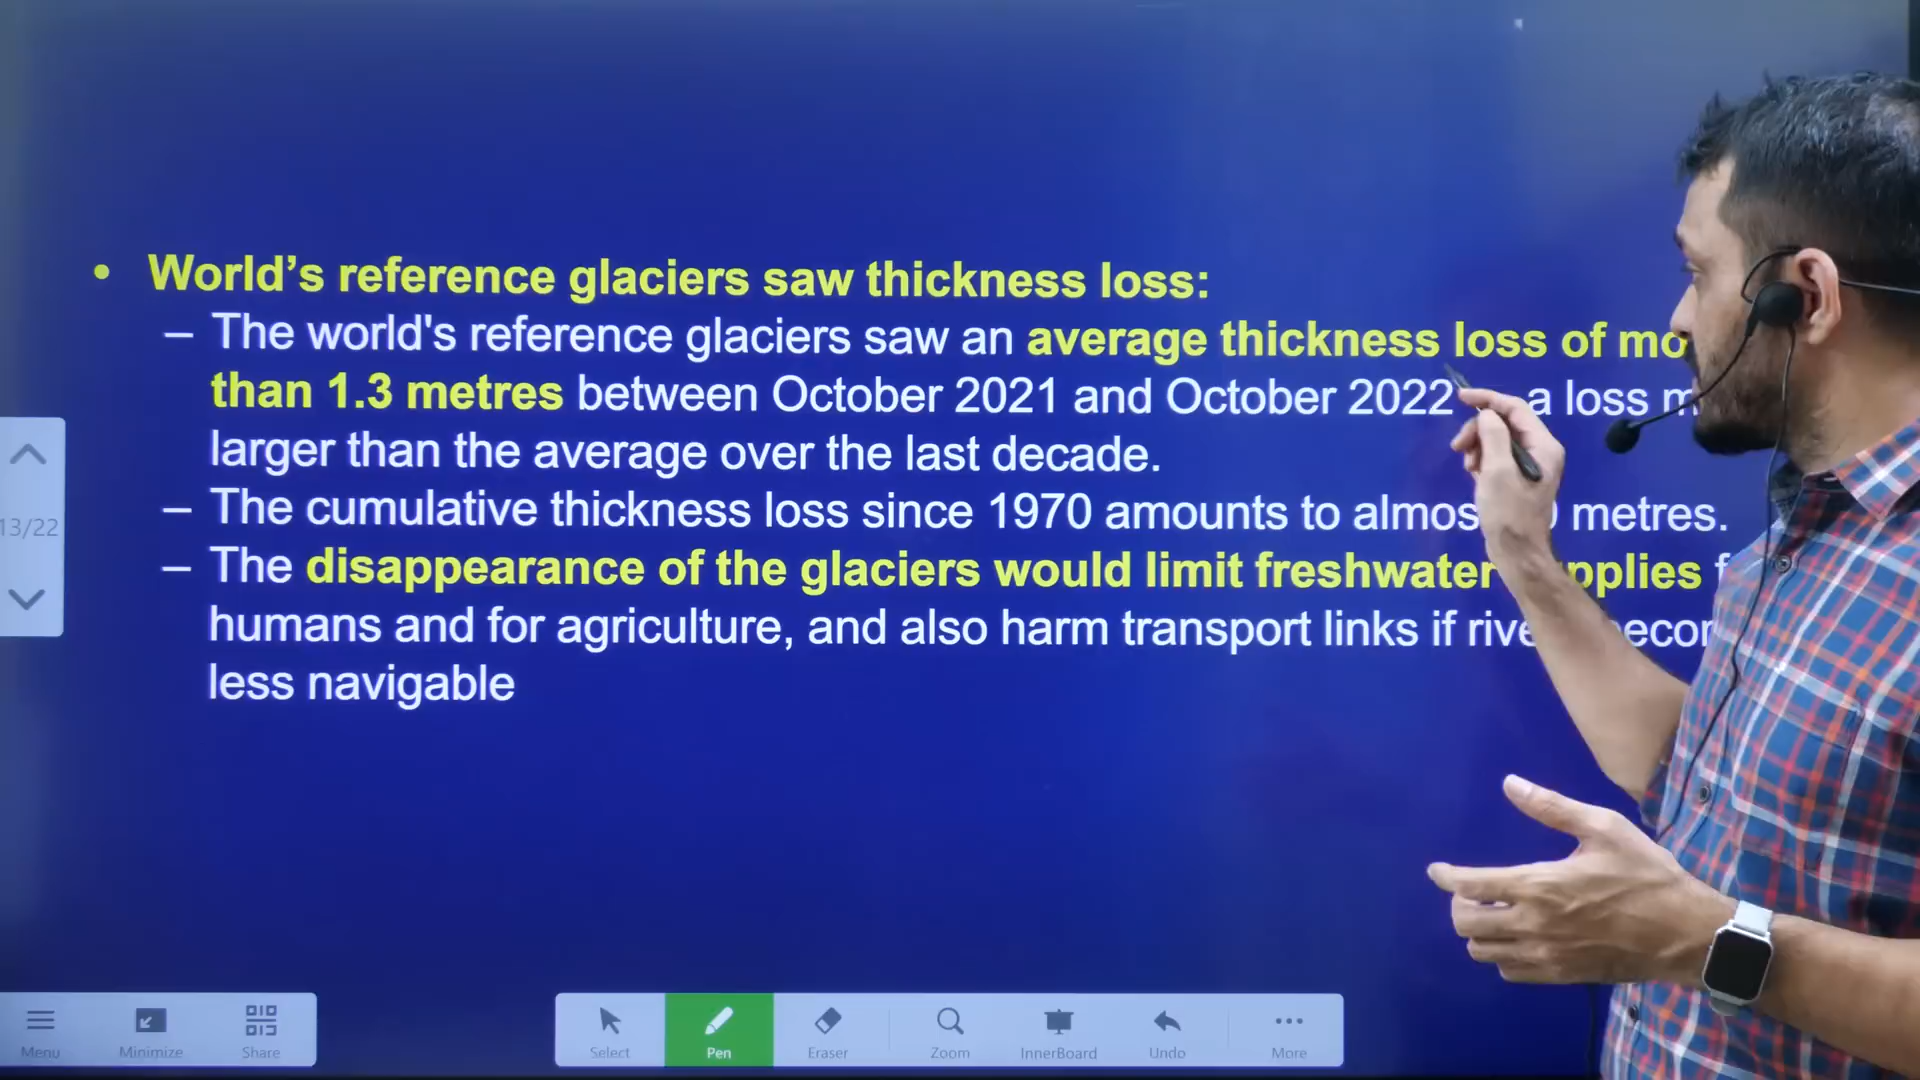 • World’s reference glaciers saw thickness loss:
– The world's reference glaciers saw an average thickness loss of
than 1.3 metres between October 2021 and October 2022 a loss
larger than the average over the last decade.
– The cumulative thickness loss since 1970 amounts to metres.
– The disappearance of the glaciers would limit freshwater
humans and for agriculture, and also harm transport links if
less navigable
13/22
Menu Minimize Share Select Pen Eraser Zoom InnerBoard Undo More